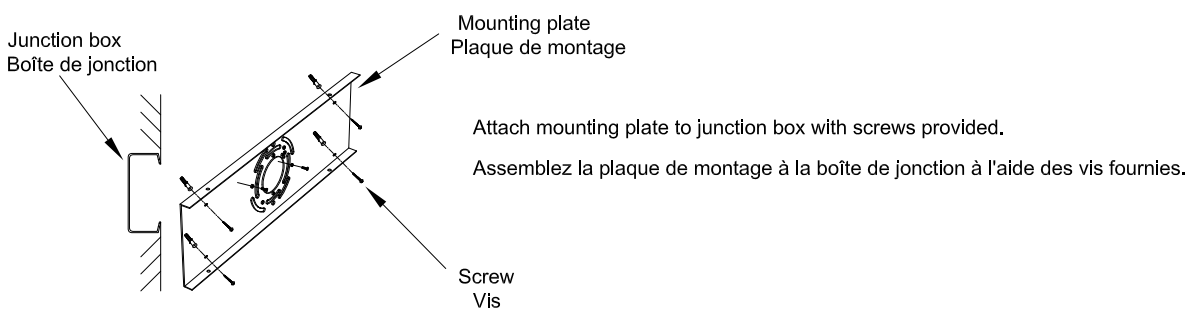 Junction box
Boîte de jonction
Mounting plate
Plaque de montage
Attach mounting plate to junction box with screws provided.
Assemblez la plaque de montage à la boîte de jonction à l'aide des vis fournies.
Screw
Vis